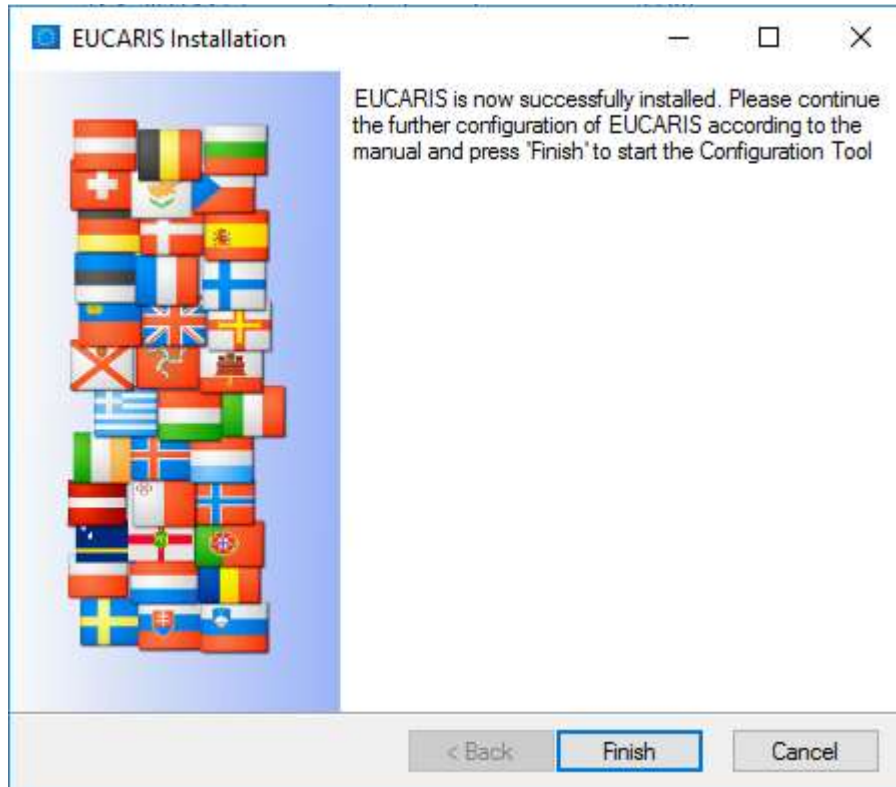 EUCARIS Installation
EUCARIS is now successfully installed. Please continue
the further configuration of EUCARIS according to the
manual and press 'Finish' to start the Configuration Tool
< Back
Finish
Cancel